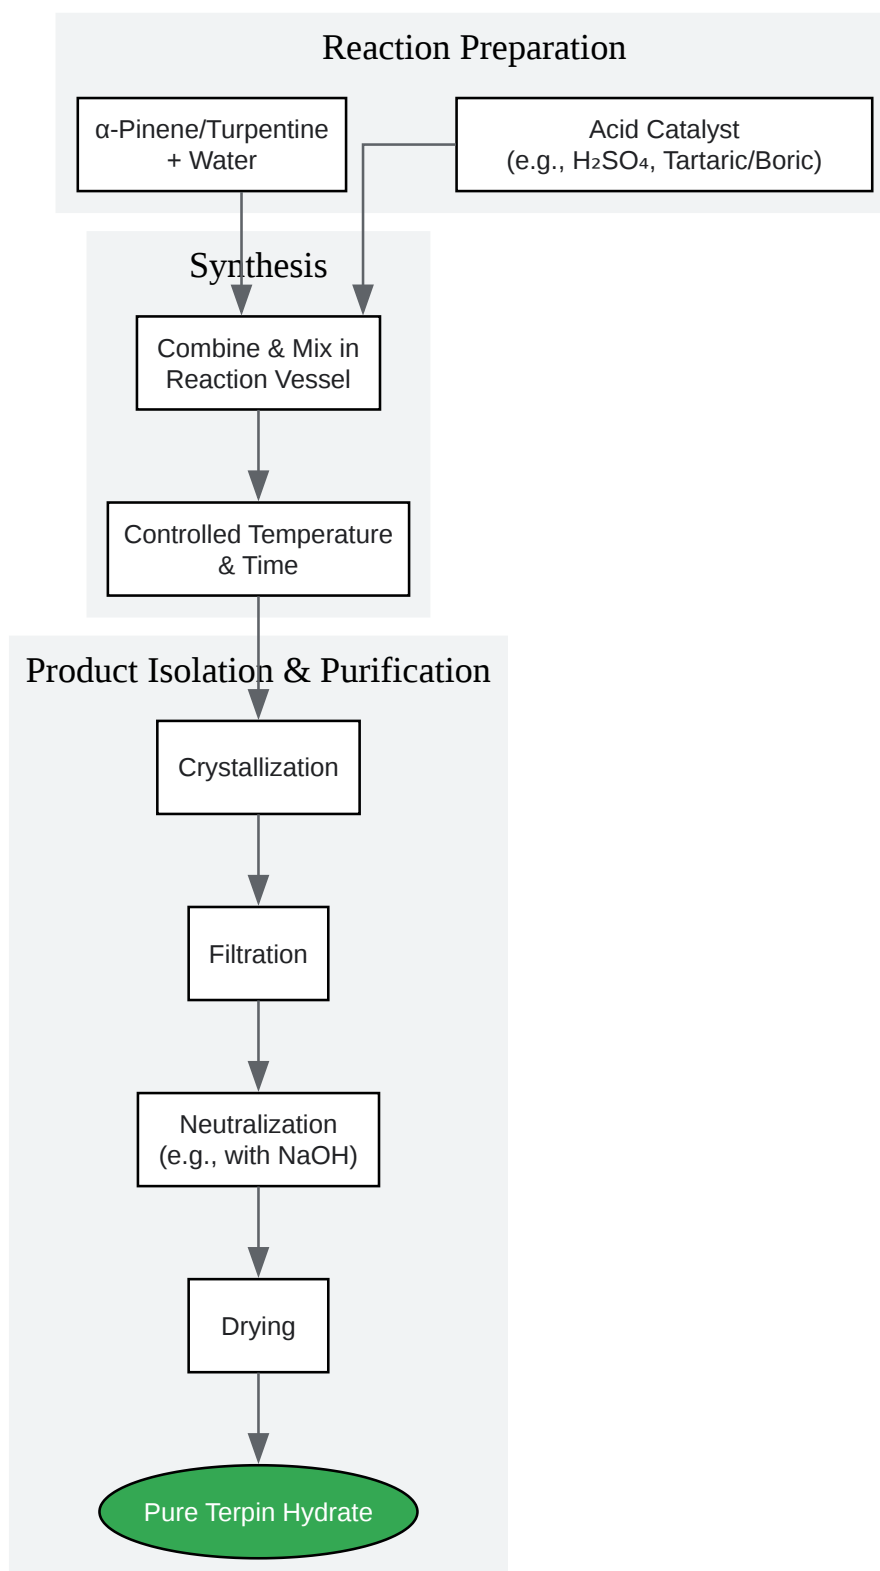 Reaction Preparation
α-Pinene/Turpentine
+ Water
Acid Catalyst
(e.g., H₂SO₄, Tartaric/Boric)
Synthesis
Combine & Mix in
Reaction Vessel
Controlled Temperature
& Time
Product Isolation & Purification
Crystallization
Filtration
Neutralization
(e.g., with NaOH)
Drying
Pure Terpin Hydrate